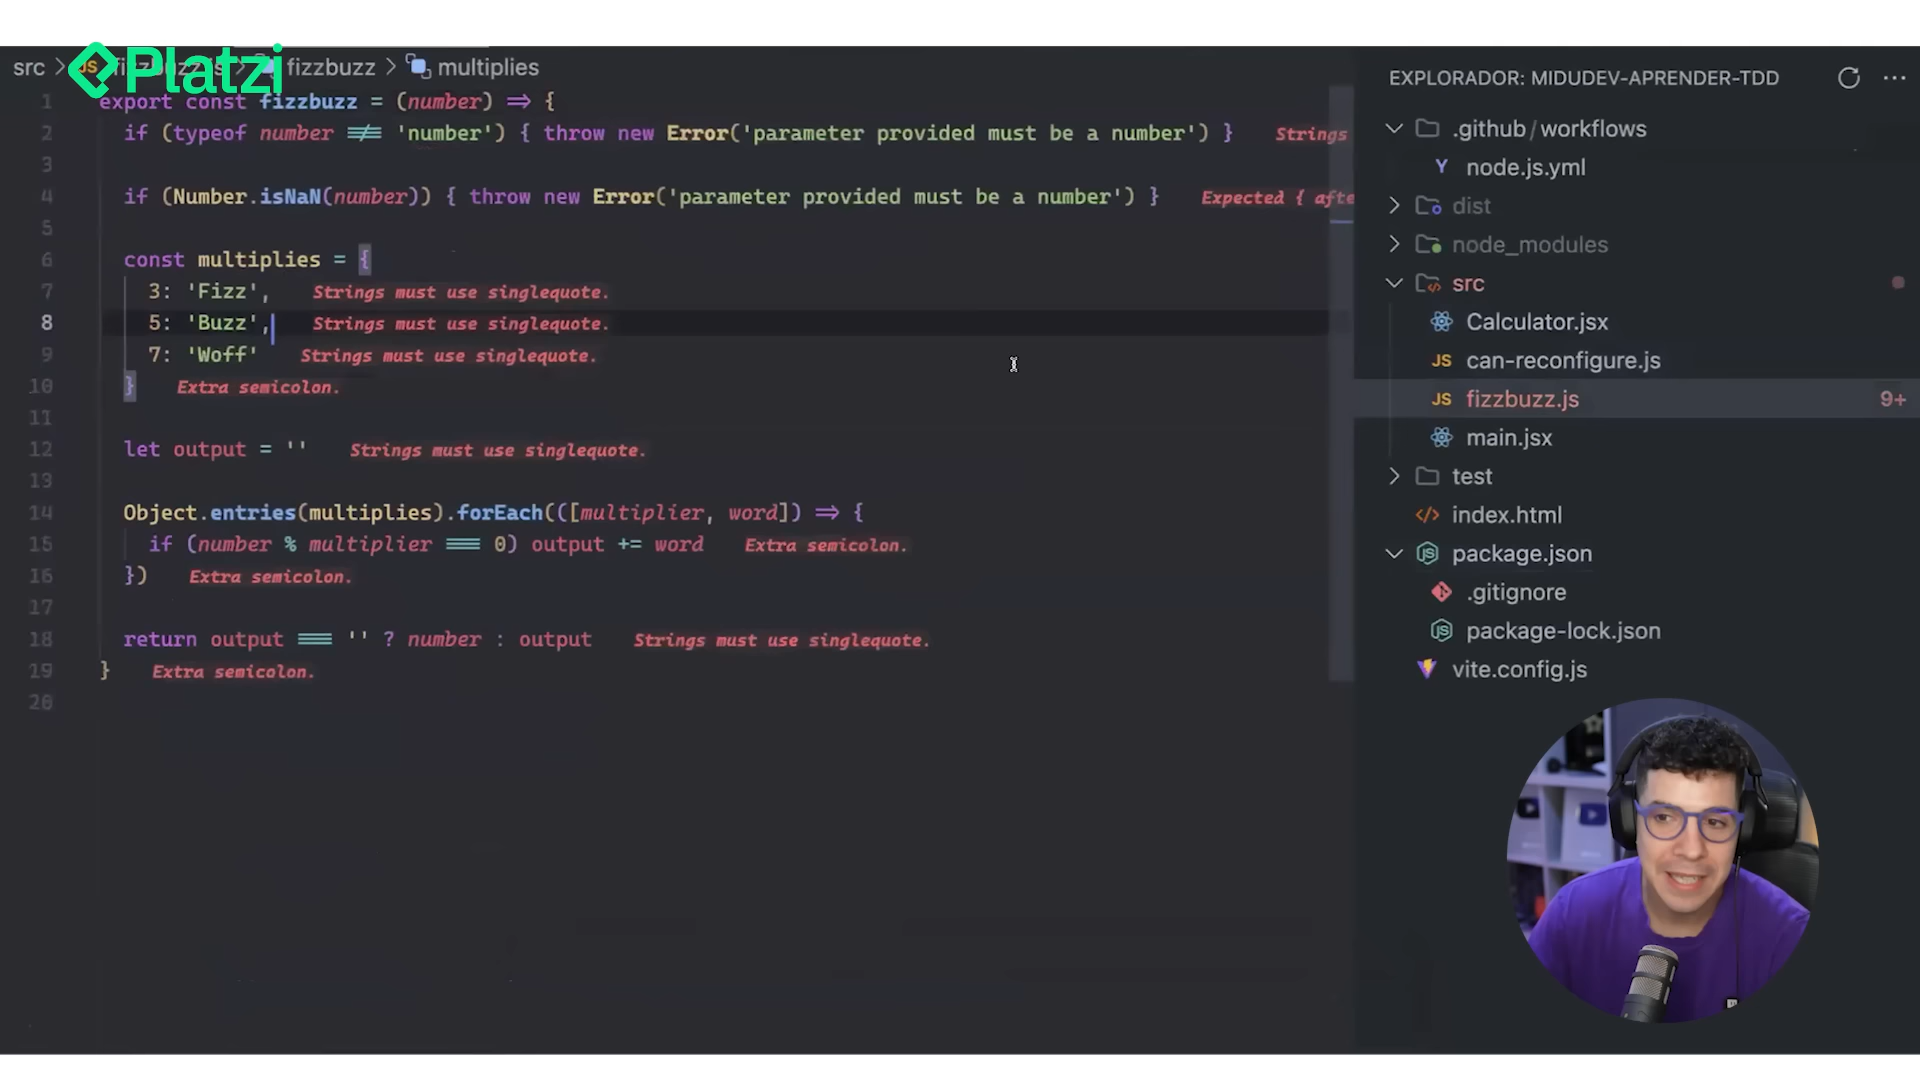 Platzi
src > JS fizzbuzz.js > fizzbuzz > multiplies
1 export const fizzbuzz = (number) => {
2 if (typeof number !== 'number') { throw new Error('parameter provided must be a number') } Strings
3
4 if (Number.isNaN(number)) { throw new Error('parameter provided must be a number') } Expected { afte
5
6 const multiplies = {
7 3: 'Fizz', Strings must use singlequote.
8 5: 'Buzz', Strings must use singlequote.
9 7: 'Woff' Strings must use singlequote.
10 } Extra semicolon.
11
12 let output = '' Strings must use singlequote.
13
14 Object.entries(multiplies).forEach(([multiplier, word]) => {
15 if (number % multiplier === 0) output += word Extra semicolon.
16 }) Extra semicolon.
17
18 return output === '' ? number : output Strings must use singlequote.
19 } Extra semicolon.
20
EXPLORADOR: MIDUDEV-APRENDER-TDD
.github/workflows
Y node.js.yml
dist
node_modules
src
Calculator.jsx
JS can-reconfigure.js
JS fizzbuzz.js 9+
main.jsx
test
index.html
package.json
.gitignore
package-lock.json
vite.config.js